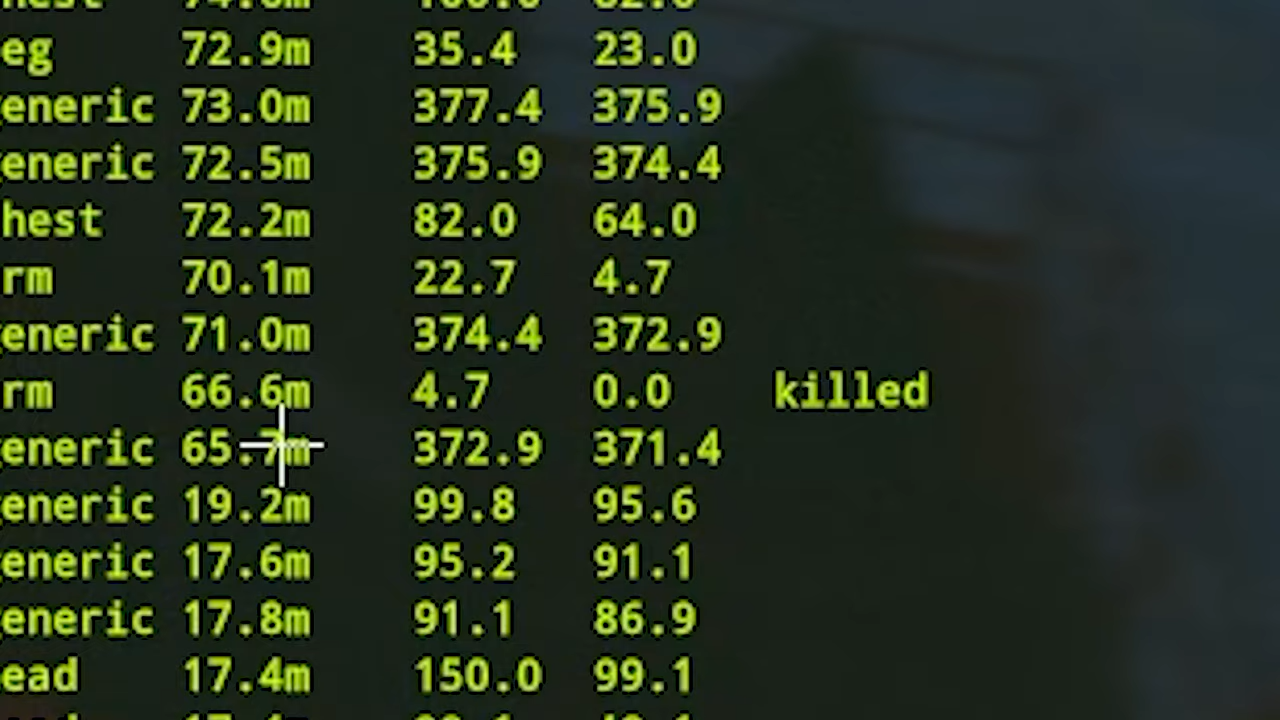 eg 72.9m 35.4 23.0
eneric 73.0m 377.4 375.9
eneric 72.5m 375.9 374.4
hest 72.2m 82.0 64.0
rm 70.1m 22.7 4.7
eneric 71.0m 374.4 372.9
rm 66.6m 4.7 0.0 killed
eneric 65.7m 372.9 371.4
eneric 19.2m 99.8 95.6
eneric 17.6m 95.2 91.1
eneric 17.8m 91.1 86.9
ead 17.4m 150.0 99.1